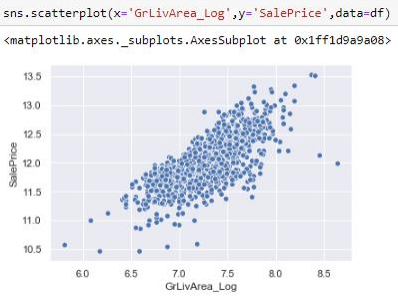 sns.scatterplot(x='GrLivArea_Log',y='SalePrice',data=df)
<matplotlib.axes._subplots.AxesSubplot at 0x1ff1d9a9a08>
13.5
13.0
12.5
12.0
11.5
11.0
10.5
SalePrice
6.0 6.5 7.0 7.5 8.0 8.5
GrLivArea_Log